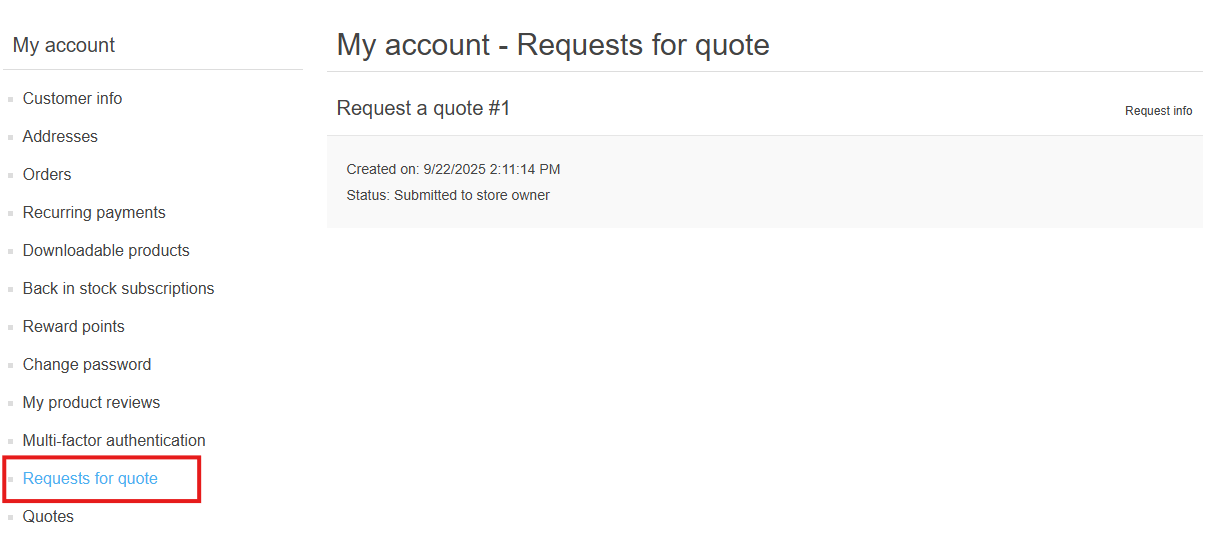 My account
Customer info
Addresses
Orders
Recurring payments
Downloadable products
Back in stock subscriptions
Reward points
Change password
My product reviews
Multi-factor authentication
Requests for quote
Quotes
My account - Requests for quote
Request a quote #1
Request info
Created on: 9/22/2025 2:11:14 PM
Status: Submitted to store owner